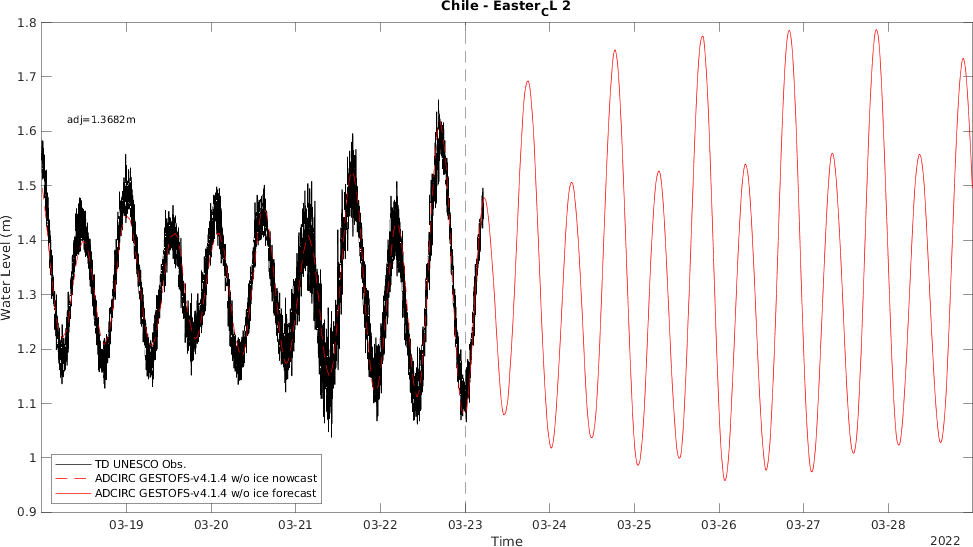 Chile - Easter_CL 2
adj=1.3682m
Water Level (m)
1.8
1.7
1.6
1.5
1.4
1.3
1.2
1.1
1
0.9
TD UNESCO Obs.
ADCIRC GESTOFS-v4.1.4 w/o ice nowcast
ADCIRC GESTOFS-v4.1.4 w/o ice forecast
03-19 03-20 03-21 03-22 03-23 03-24 03-25 03-26 03-27 03-28
Time
2022